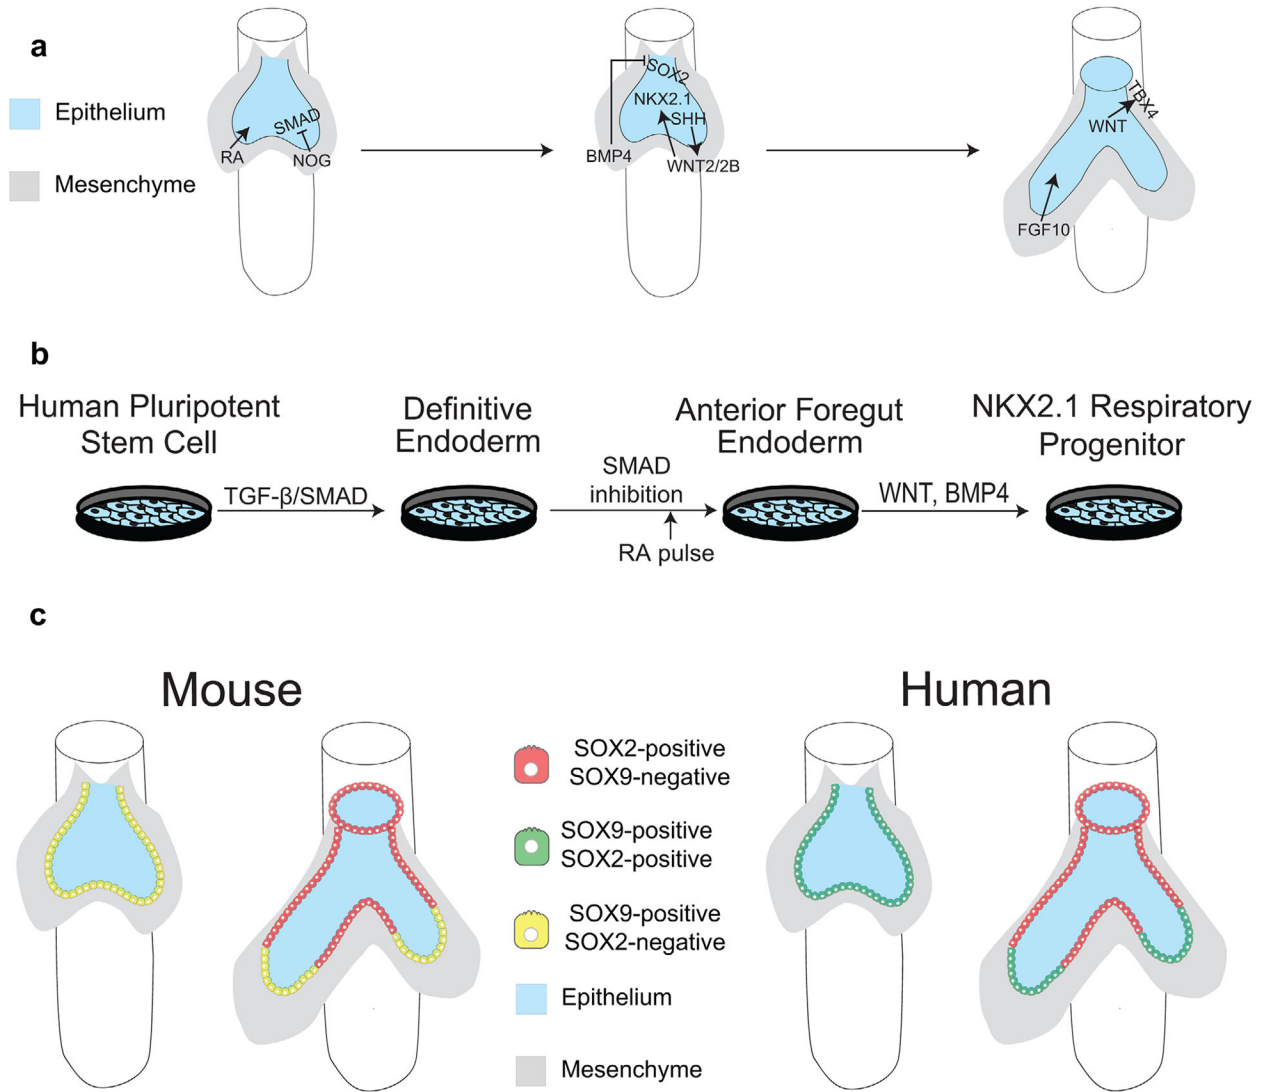 a
Epithelium
Mesenchyme
SMAD
RA
NOG
SOX2
NKX2.1
SHH
BMP4
WNT2/2B
TBX4
WNT
FGF10
b
Human Pluripotent
Stem Cell
Definitive
Endoderm
Anterior Foregut
Endoderm
NKX2.1 Respiratory
Progenitor
TGF-β/SMAD
SMAD
inhibition
RA pulse
WNT, BMP4
c
Mouse
Human
SOX2-positive
SOX9-negative
SOX9-positive
SOX2-positive
SOX9-positive
SOX2-negative
Epithelium
Mesenchyme